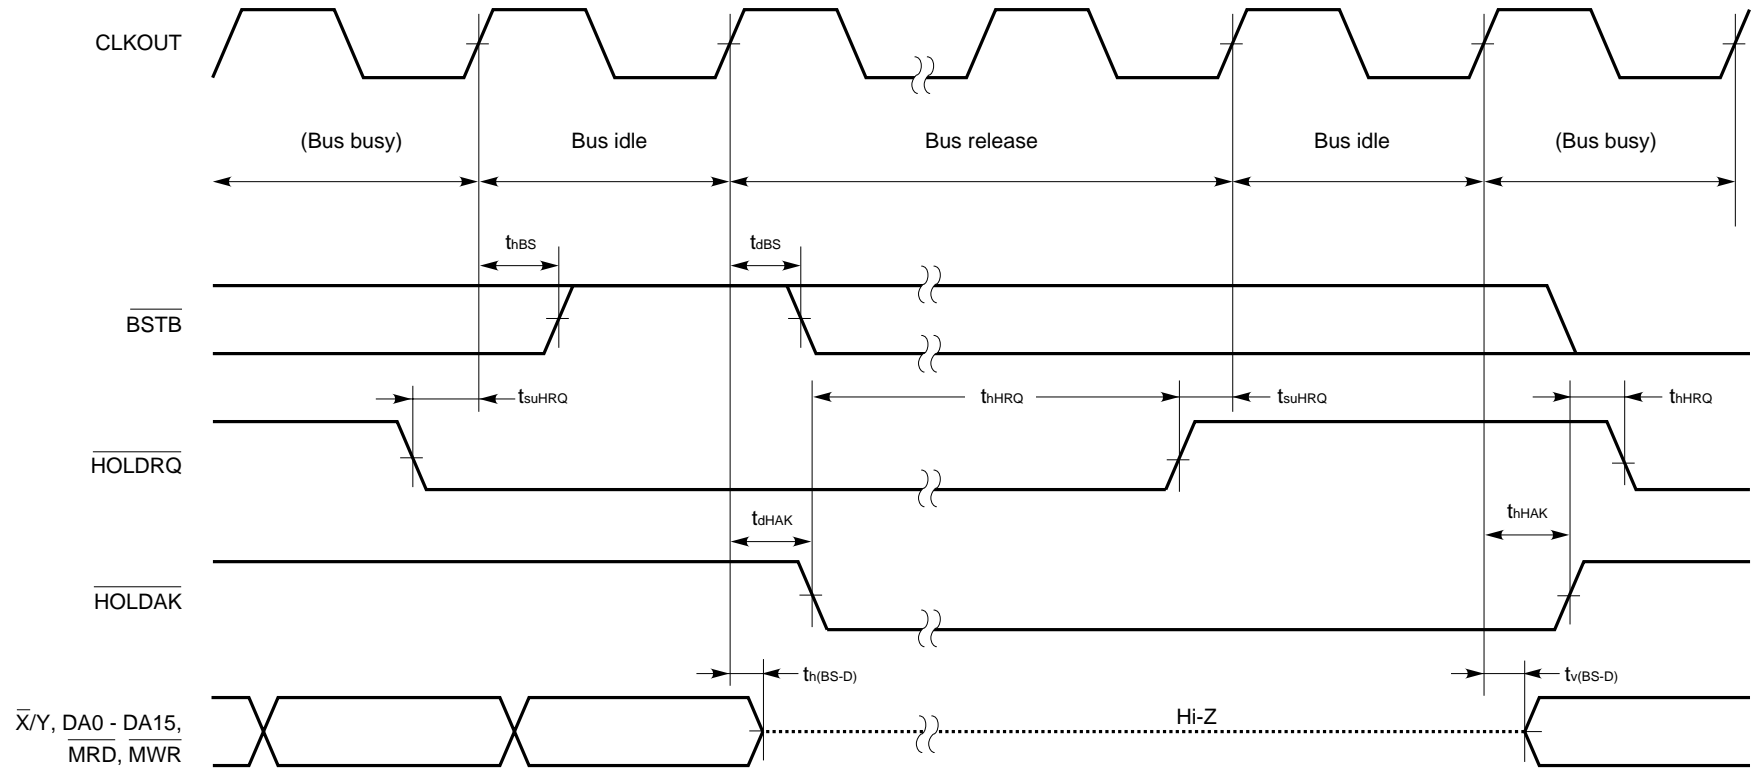 CLKOUT
(Bus busy) Bus idle Bus release Bus idle (Bus busy)
thBS tdBS
BSTB
tsuHRQ thHRQ tsuHRQ thHRQ
HOLDRQ
tdHAK thHAK
HOLDAK
th(BS-D) tv(BS-D)
X̅/Y, DA0 - DA15,
MRD, MWR
Hi-Z